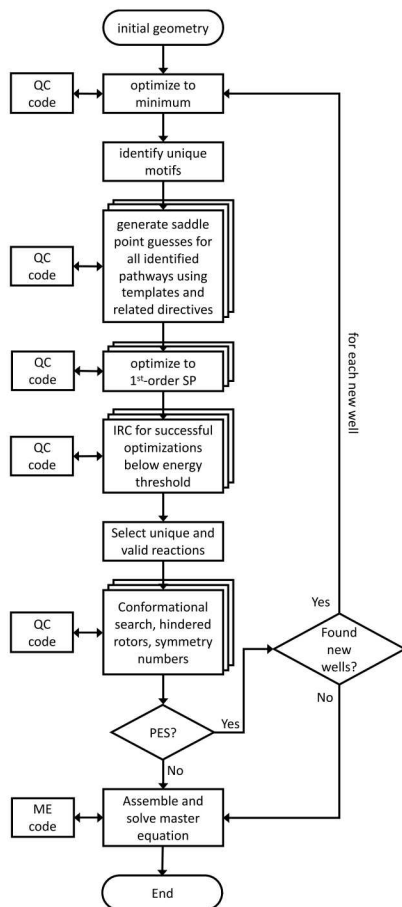 initial geometry
QC
code
optimize to
minimum
identify unique
motifs
QC
code
generate saddle
point guesses for
all identified
pathways using
templates and
related directives
QC
code
optimize to
1st-order SP
QC
code
IRC for successful
optimizations
below energy
threshold
for each new well
Select unique and
valid reactions
QC
code
Conformational
search, hindered
rotors, symmetry
numbers
Yes
Found
new
wells?
No
PES?
Yes
No
ME
code
Assemble and
solve master
equation
End